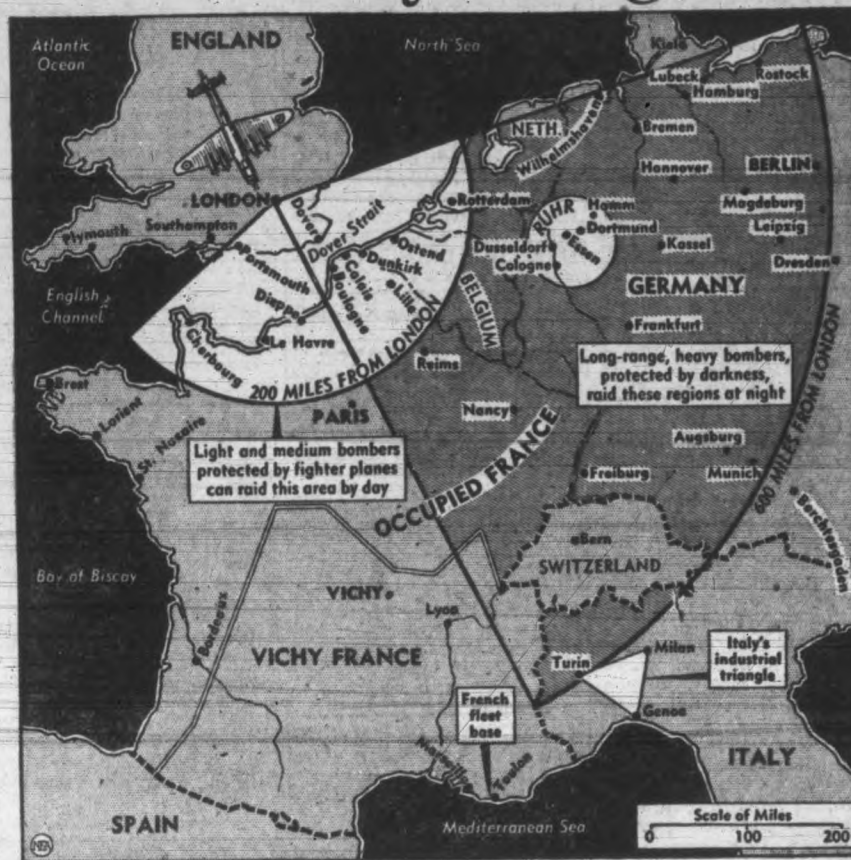 Atlantic
Ocean
ENGLAND
North Sea
Kiel
Lubeck
Rostock
Hamburg
NETH.
Wilhelmshaven
Bremen
Hannover
BERLIN
LONDON
Dover
Rotterdam
RUHR
Hamm
Dortmund
Magdeburg
Leipzig
Plymouth
Southampton
Portsmouth
Dover Strait
Ostend
Dunkirk
Calais
Boulogne
Lille
Dusseldorf
Essen
Cologne
Kassel
Dresden
English
Channel
Dieppe
Le Havre
Cherbourg
BELGIUM
GERMANY
200 MILES FROM LONDON
Frankfurt
Reims
Long-range, heavy bombers,
protected by darkness,
raid these regions at night
Brest
Lorient
St. Nazaire
PARIS
Nancy
Light and medium bombers
protected by fighter planes
can raid this area by day
OCCUPIED FRANCE
Augsburg
Munich
Freiburg
600 MILES FROM LONDON
Berchtesgaden
Bern
SWITZERLAND
Bay of Biscay
VICHY
Lyon
Bordeaux
VICHY FRANCE
Turin
Milan
Italy's
industrial
triangle
French
fleet
base
Genoa
Marseille
Toulon
ITALY
SPAIN
Mediterranean Sea
Scale of Miles
0 100 200
NEA